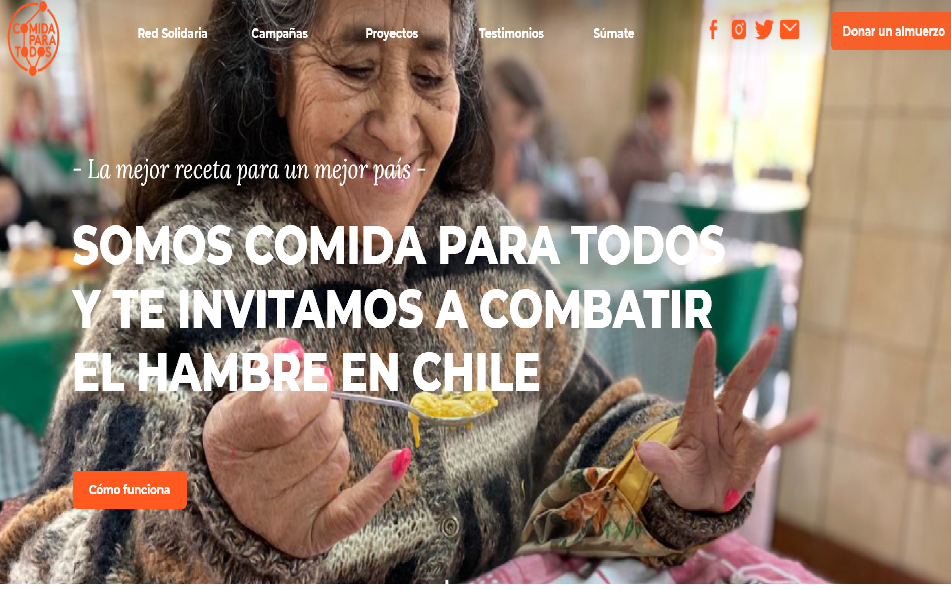 COMIDA
PARA
TODOS
Red Solidaria
Campañas
Proyectos
Testimonios
Súmate
Donar un almuerzo
- La mejor receta para un mejor país -
SOMOS COMIDA PARA TODOS
Y TE INVITAMOS A COMBATIR
EL HAMBRE EN CHILE
Cómo funciona